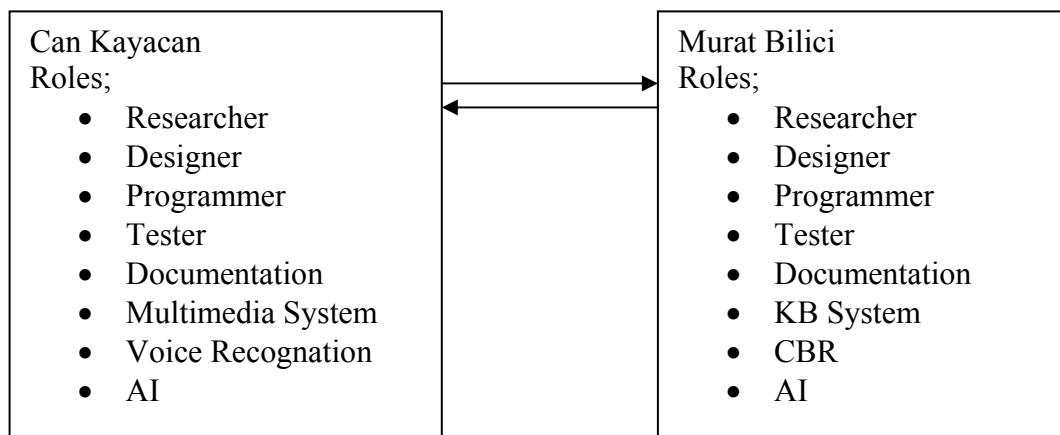 Can Kayacan
Roles;
• Researcher
• Designer
• Programmer
• Tester
• Documentation
• Multimedia System
• Voice Recognation
• AI
Murat Bilici
Roles;
• Researcher
• Designer
• Programmer
• Tester
• Documentation
• KB System
• CBR
• AI